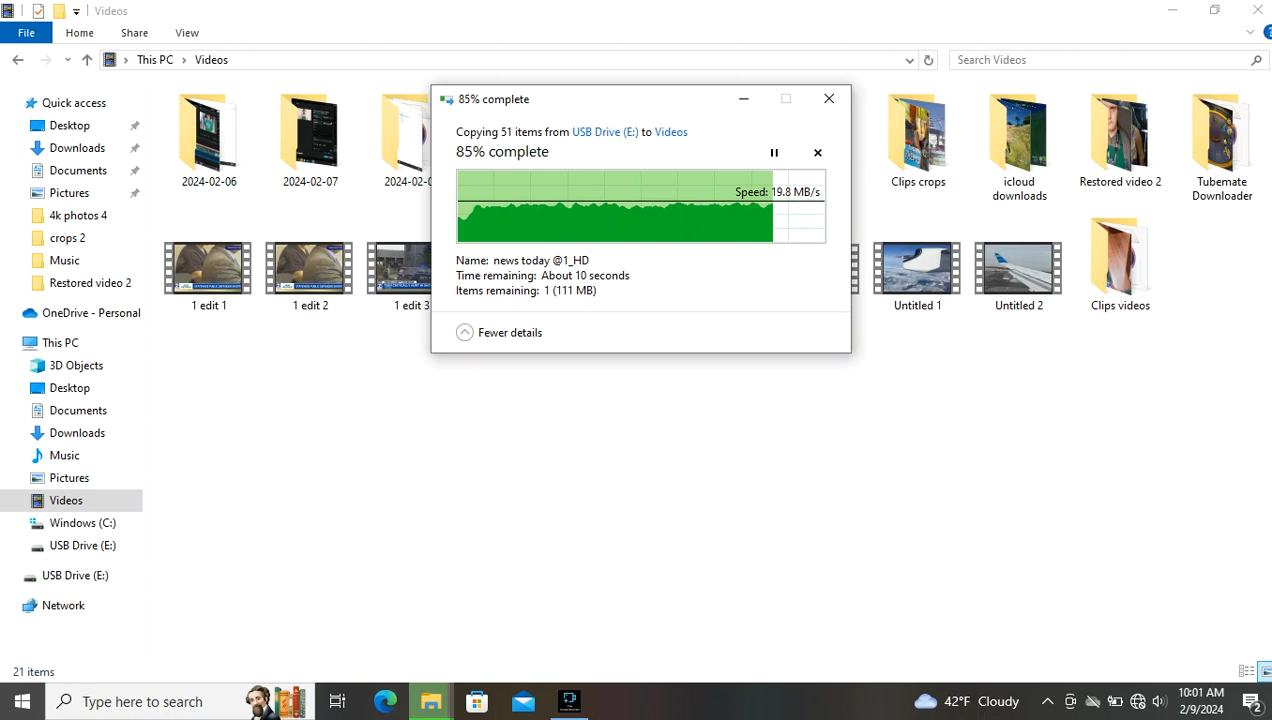 Videos
File Home Share View
This PC Videos
Search Videos
Quick access
Desktop
Downloads
Documents
Pictures
4k photos 4
crops 2
Music
Restored video 2
OneDrive - Personal
This PC
3D Objects
Desktop
Documents
Downloads
Music
Pictures
Videos
Windows (C:)
USB Drive (E:)
USB Drive (E:)
Network
2024-02-06
2024-02-07
Clips crops
icloud
downloads
Restored video 2
Tubemate
Downloader
1 edit 1
1 edit 2
1 edit 3
Untitled 1
Untitled 2
Clips videos
85% complete
Copying 51 items from USB Drive (E:) to Videos
85% complete
Speed: 19.8 MB/s
Name: news today @1_HD
Time remaining: About 10 seconds
Items remaining: 1 (111 MB)
Fewer details
21 items
Type here to search
42°F Cloudy
10:01 AM
2/9/2024
2